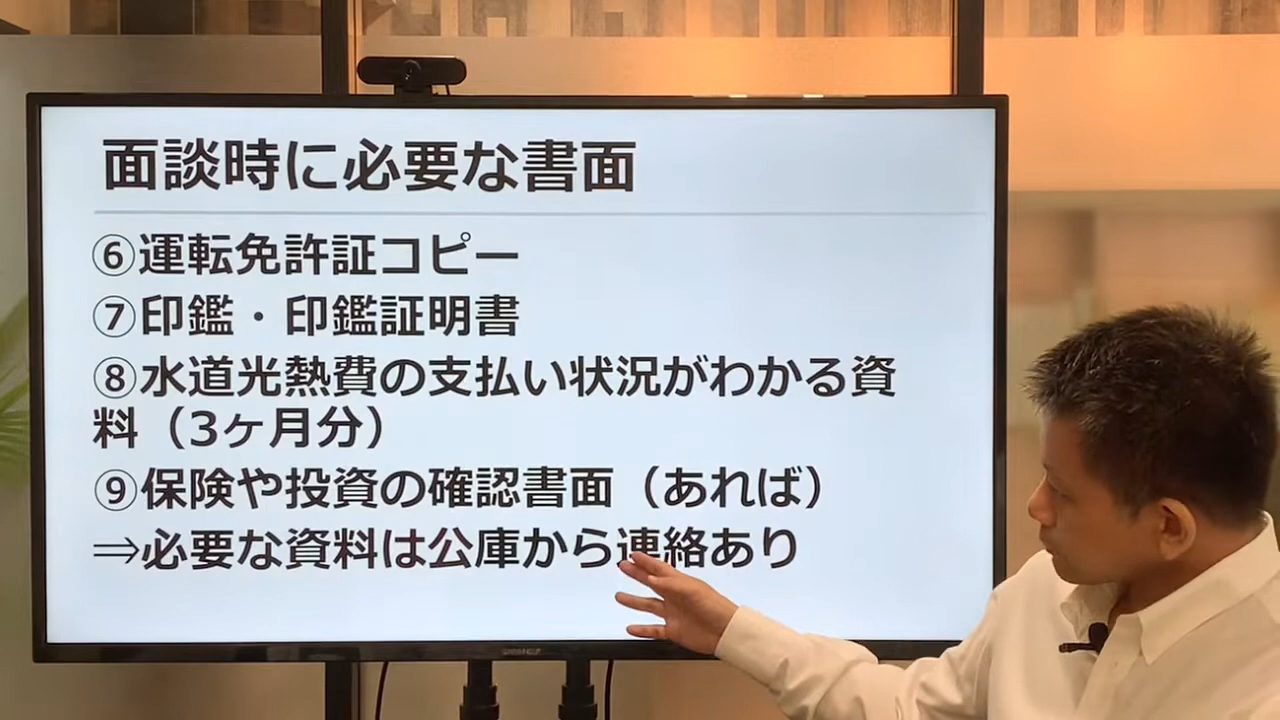 面談時に必要な書面
⑥運転免許証コピー
⑦印鑑・印鑑証明書
⑧水道光熱費の支払い状況がわかる資
料（3ヶ月分）
⑨保険や投資の確認書面（あれば）
⇒必要な資料は公庫から連絡あり